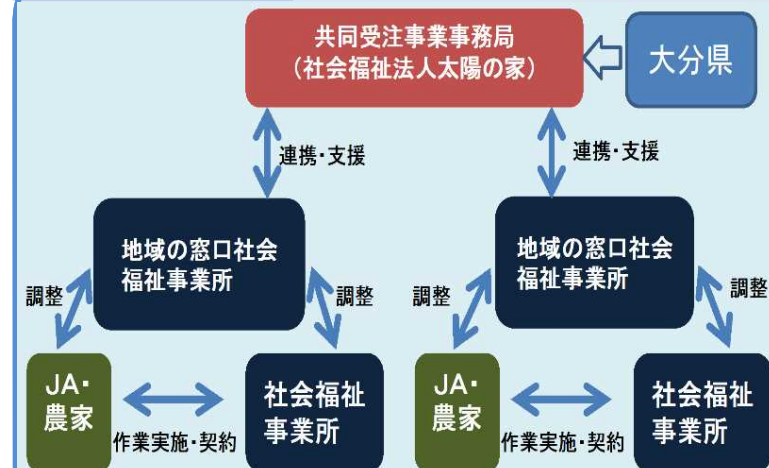 共同受注事業事務局
（社会福祉法人太陽の家）
大分県
連携・支援
連携・支援
地域の窓口社会
福祉事業所
地域の窓口社会
福祉事業所
調整
調整
調整
調整
JA・
農家
作業実施・契約
社会福祉
事業所
JA・
農家
作業実施・契約
社会福祉
事業所